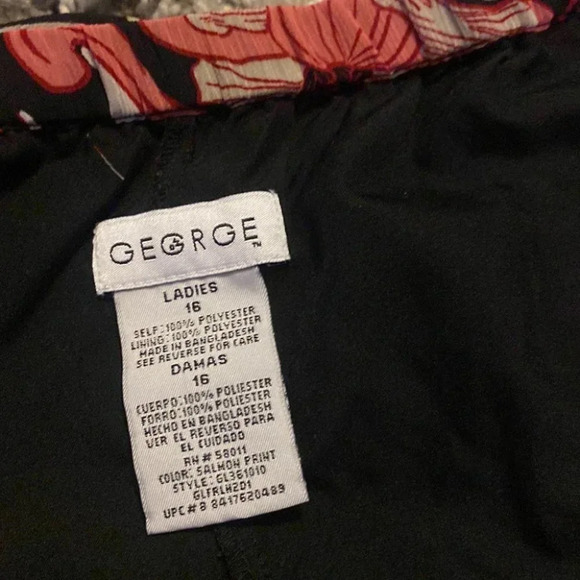 GEORGE™
LADIES
16
SELF: 100% POLYESTER
LINING: 100% POLYESTER
MADE IN BANGLADESH
SEE REVERSE FOR CARE
DAMAS
16
CUERPO: 100% POLIESTER
FORRO: 100% POLIESTER
HECHO EN BANGLADESH
VER EL REVERSO PARA
EL CUIDADO
RN # 58011
COLOR: SALMON PRINT
STYLE: GL361010
GLFRLHZD1
UPC # 8 8417620489